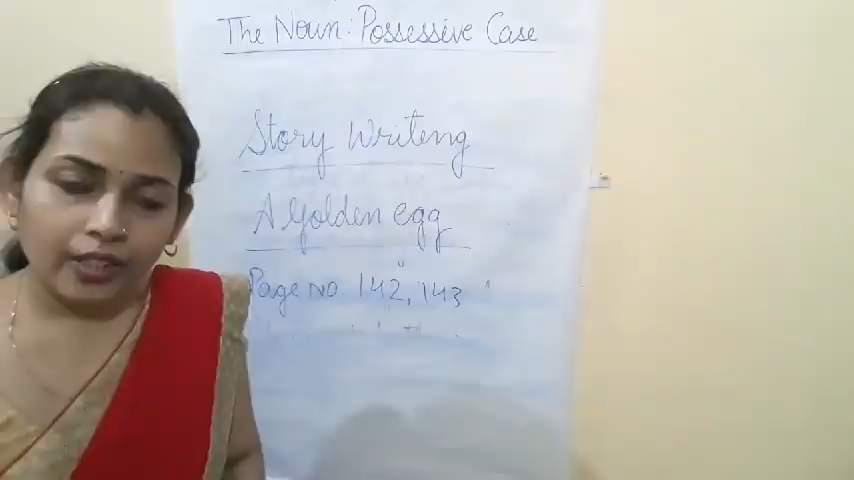 The Noun: Possessive Case
Story Writeng
A Golden egg
Page no. 142, 143